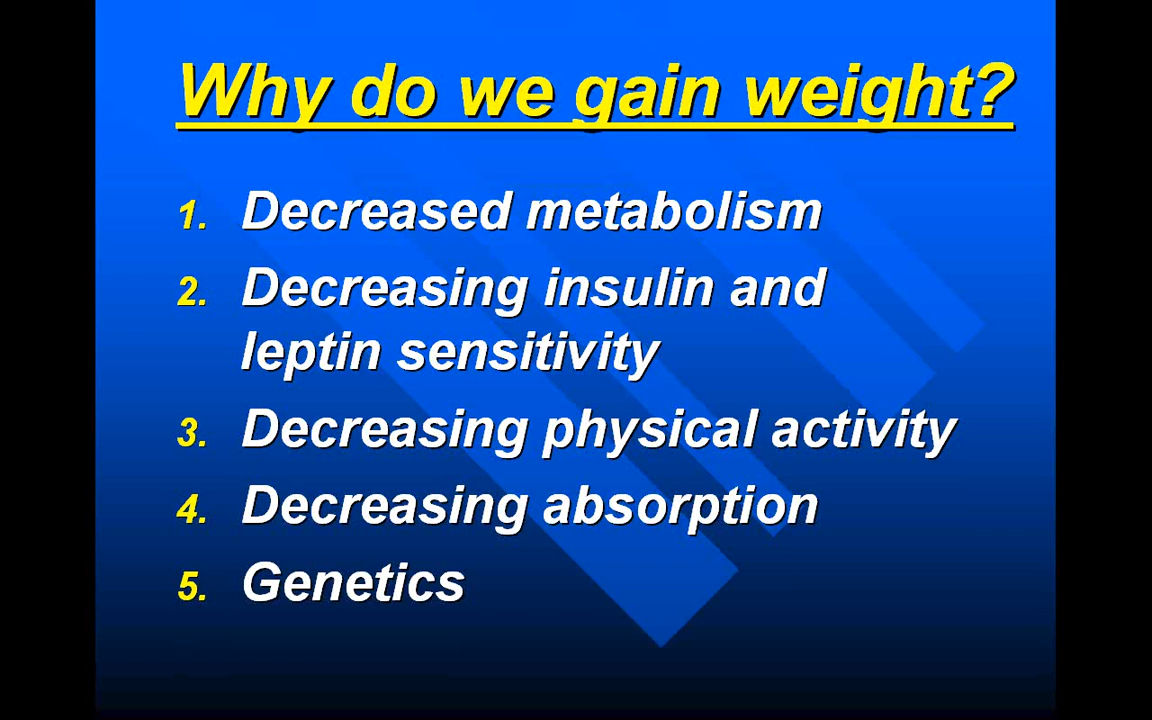 Why do we gain weight?
1. Decreased metabolism
2. Decreasing insulin and
leptin sensitivity
3. Decreasing physical activity
4. Decreasing absorption
5. Genetics